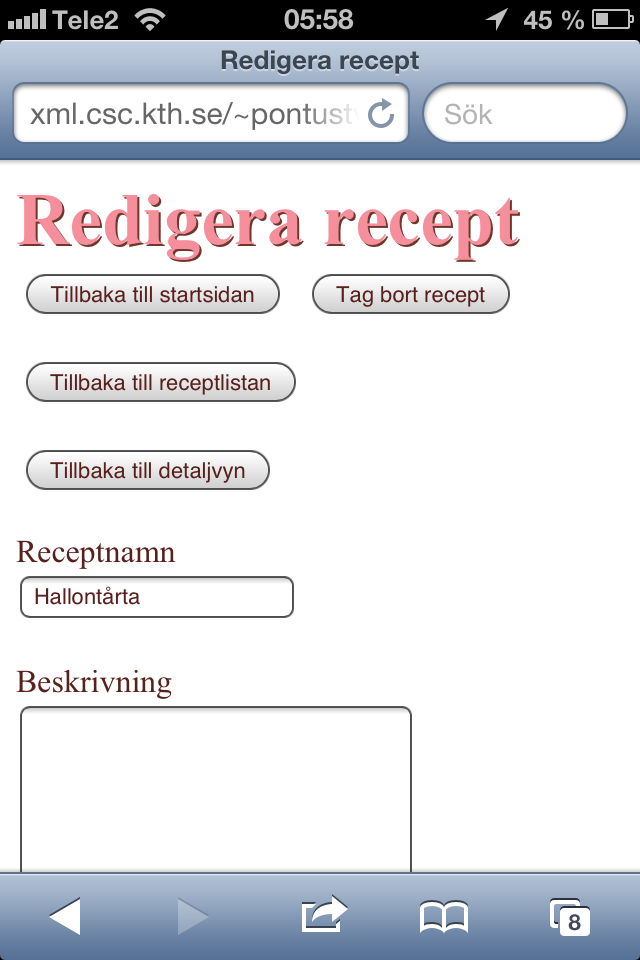 Tele2 05:58 45 %
Redigera recept
xml.csc.kth.se/~pontust Sök
Redigera recept
Tillbaka till startsidan Tag bort recept
Tillbaka till receptlistan
Tillbaka till detaljvyn
Receptnamn
Hallontårta
Beskrivning
8